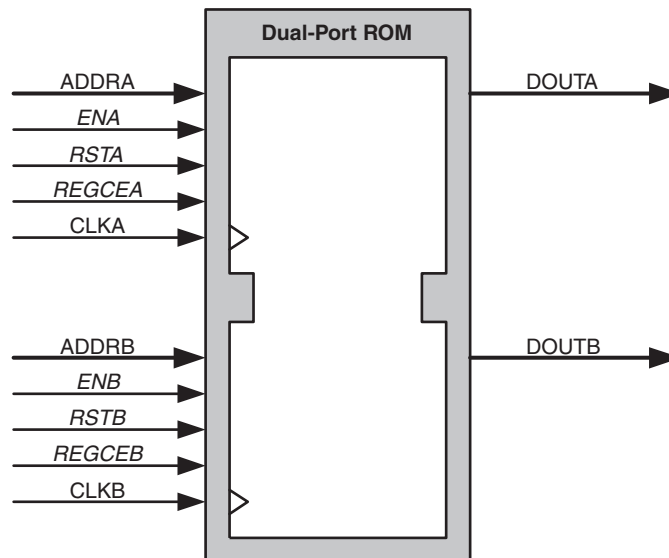 Dual-Port ROM
ADDRA
ENA
RSTA
REGCEA
CLKA
DOUTA
ADDRB
ENB
RSTB
REGCEB
CLKB
DOUTB